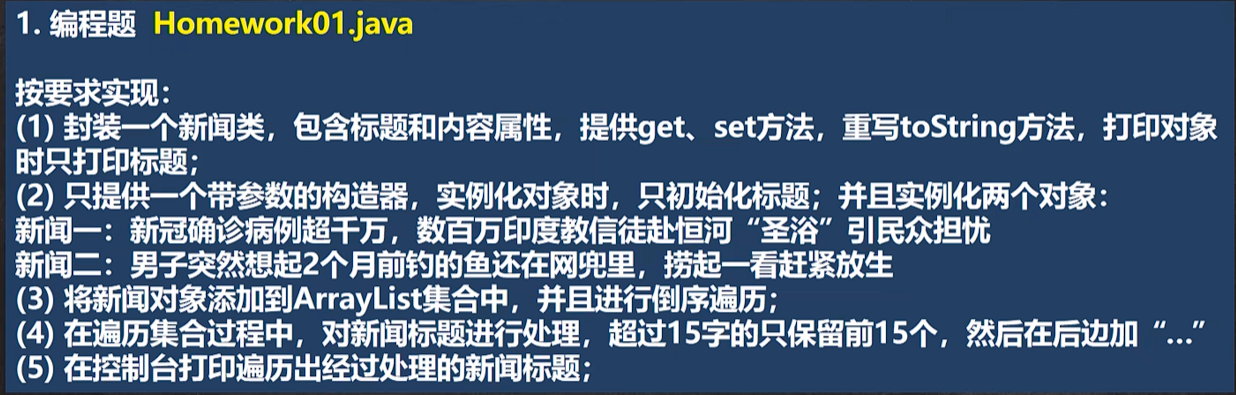 1. 编程题 Homework01.java
按要求实现：
(1) 封装一个新闻类，包含标题和内容属性，提供get、set方法，重写toString方法，打印对象
时只打印标题；
(2) 只提供一个带参数的构造器，实例化对象时，只初始化标题；并且实例化两个对象：
新闻一：新冠确诊病例超千万，数百万印度教信徒赴恒河“圣浴”引民众担忧
新闻二：男子突然想起2个月前钓的鱼还在网兜里，捞起一看赶紧放生
(3) 将新闻对象添加到ArrayList集合中，并且进行倒序遍历；
(4) 在遍历集合过程中，对新闻标题进行处理，超过15字的只保留前15个，然后在后边加“…”
(5) 在控制台打印遍历出经过处理的新闻标题；